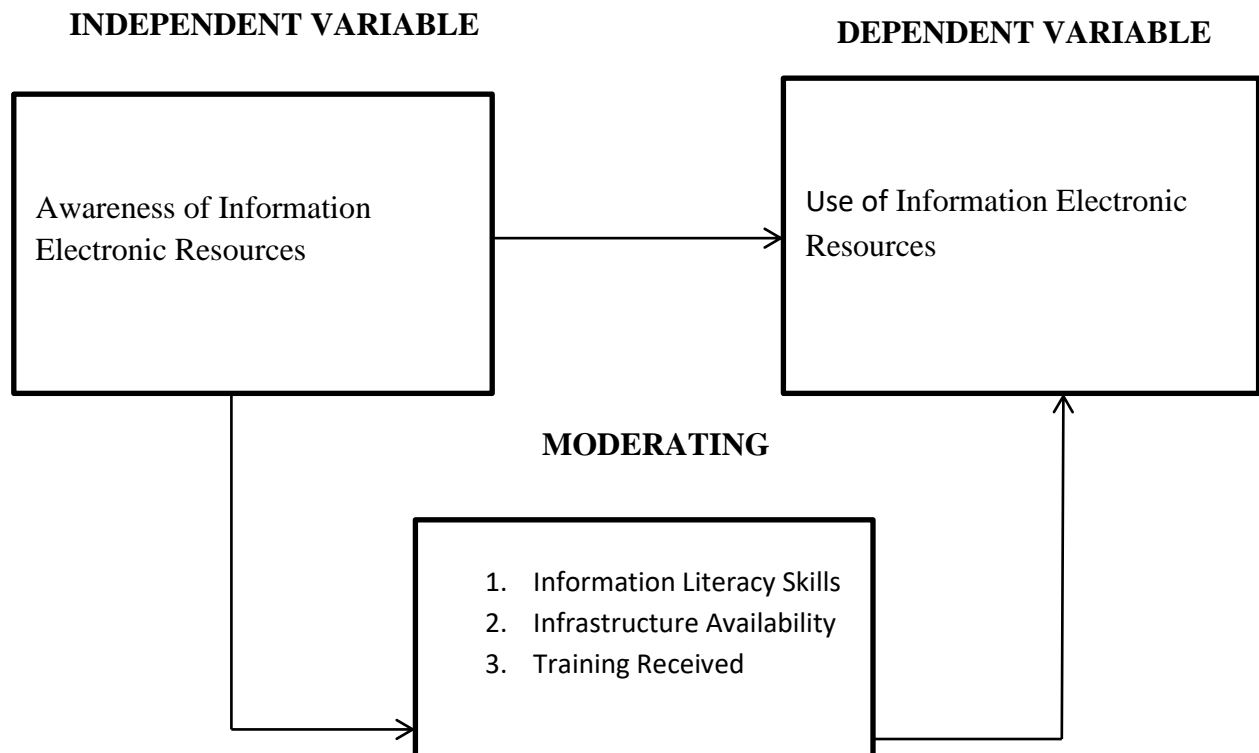 INDEPENDENT VARIABLE
DEPENDENT VARIABLE
Awareness of Information
Electronic Resources
Use of Information Electronic
Resources
MODERATING
1. Information Literacy Skills
2. Infrastructure Availability
3. Training Received